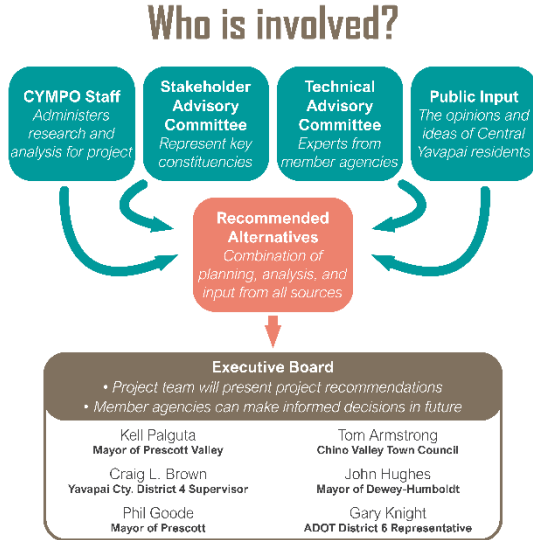 Who is involved?
CYMPO Staff
Administers
research and
analysis for project
Stakeholder
Advisory
Committee
Represent key
constituencies
Technical
Advisory
Committee
Experts from
member agencies
Public Input
The opinions and
ideas of Central
Yavapai residents
Recommended
Alternatives
Combination of
planning, analysis, and
input from all sources
Executive Board
• Project team will present project recommendations
• Member agencies can make informed decisions in future
Kell Palguta
Mayor of Prescott Valley
Tom Armstrong
Chino Valley Town Council
Craig L. Brown
Yavapai Cty. District 4 Supervisor
John Hughes
Mayor of Dewey-Humboldt
Phil Goode
Mayor of Prescott
Gary Knight
ADOT District 6 Representative